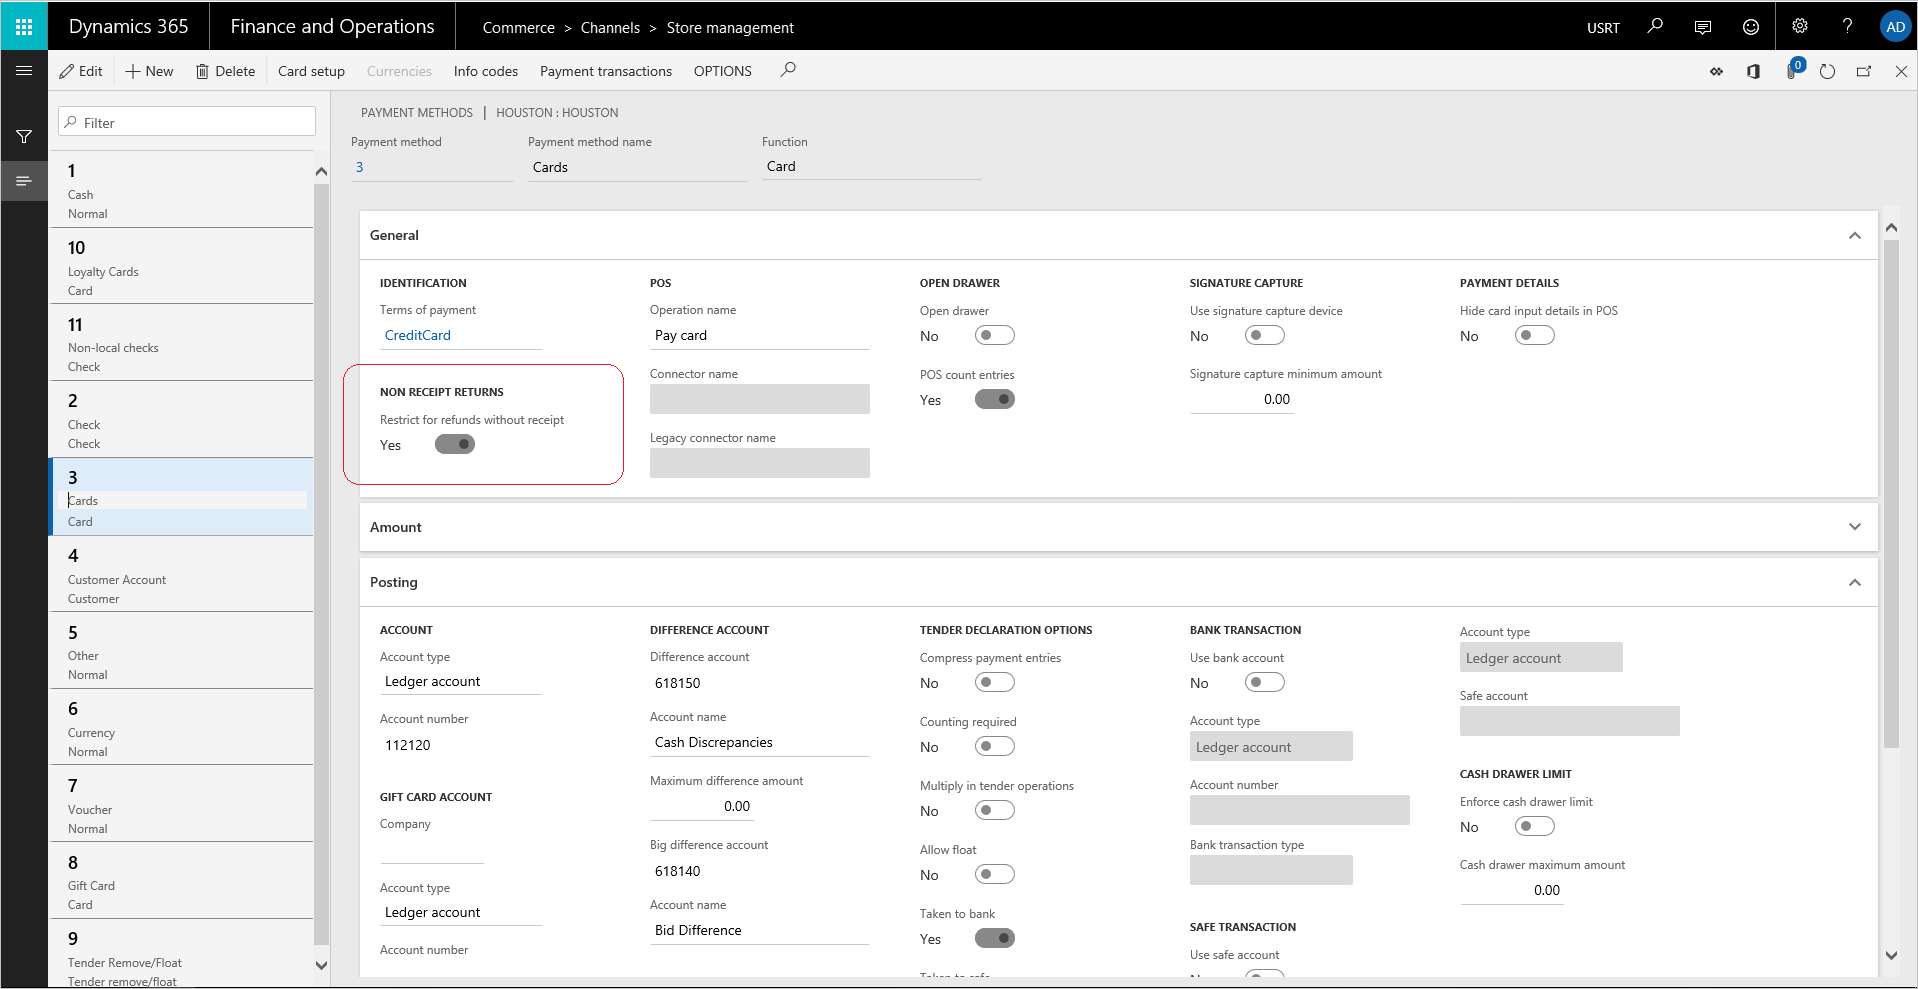 Dynamics 365
Finance and Operations
Commerce > Channels > Store management
USRT
?
AD
Edit
New
Delete
Card setup
Currencies
Info codes
Payment transactions
OPTIONS
0
Filter
1
Cash
Normal
10
Loyalty Cards
Card
11
Non-local checks
Check
2
Check
Check
3
Cards
Card
4
Customer Account
Customer
5
Other
Normal
6
Currency
Normal
7
Voucher
Normal
8
Gift Card
Card
9
Tender Remove/Float
Tender remove/float
PAYMENT METHODS | HOUSTON : HOUSTON
Payment method
3
Payment method name
Cards
Function
Card
General
IDENTIFICATION
Terms of payment
CreditCard
NON RECEIPT RETURNS
Restrict for refunds without receipt
Yes
POS
Operation name
Pay card
Connector name
Legacy connector name
OPEN DRAWER
Open drawer
No
POS count entries
Yes
SIGNATURE CAPTURE
Use signature capture device
No
Signature capture minimum amount
0.00
PAYMENT DETAILS
Hide card input details in POS
No
Amount
Posting
ACCOUNT
Account type
Ledger account
Account number
112120
GIFT CARD ACCOUNT
Company
Account type
Ledger account
Account number
DIFFERENCE ACCOUNT
Difference account
618150
Account name
Cash Discrepancies
Maximum difference amount
0.00
Big difference account
618140
Account name
Bid Difference
TENDER DECLARATION OPTIONS
Compress payment entries
No
Counting required
No
Multiply in tender operations
No
Allow float
No
Taken to bank
Yes
Taken to safe
BANK TRANSACTION
Use bank account
No
Account type
Ledger account
Account number
Bank transaction type
SAFE TRANSACTION
Use safe account
Account type
Ledger account
Safe account
CASH DRAWER LIMIT
Enforce cash drawer limit
No
Cash drawer maximum amount
0.00